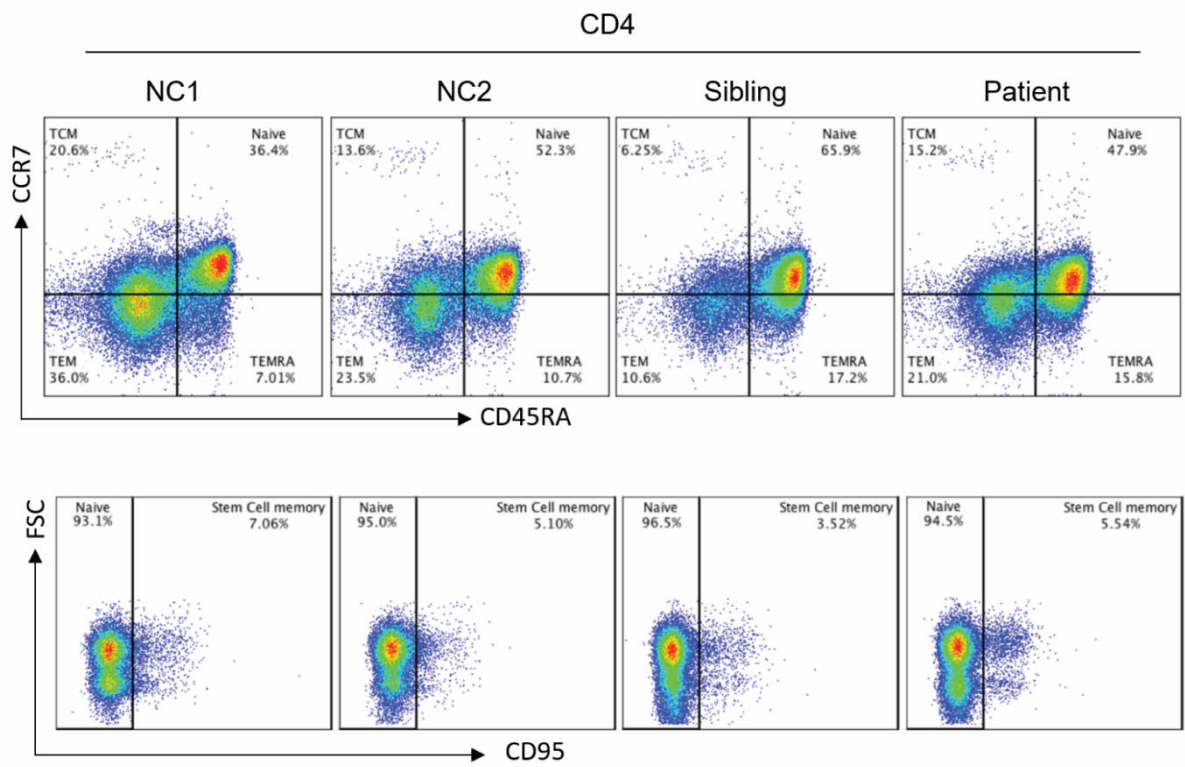 CD4
NC1
NC2
Sibling
Patient
CCR7
TCM
20.6%
Naive
36.4%
TEM
36.0%
TEMRA
7.01%
TCM
13.6%
Naive
52.3%
TEM
23.5%
TEMRA
10.7%
TCM
6.25%
Naive
65.9%
TEM
10.6%
TEMRA
17.2%
TCM
15.2%
Naive
47.9%
TEM
21.0%
TEMRA
15.8%
CD45RA
FSC
Naive
93.1%
Stem Cell memory
7.06%
Naive
95.0%
Stem Cell memory
5.10%
Naive
96.5%
Stem Cell memory
3.52%
Naive
94.5%
Stem Cell memory
5.54%
CD95